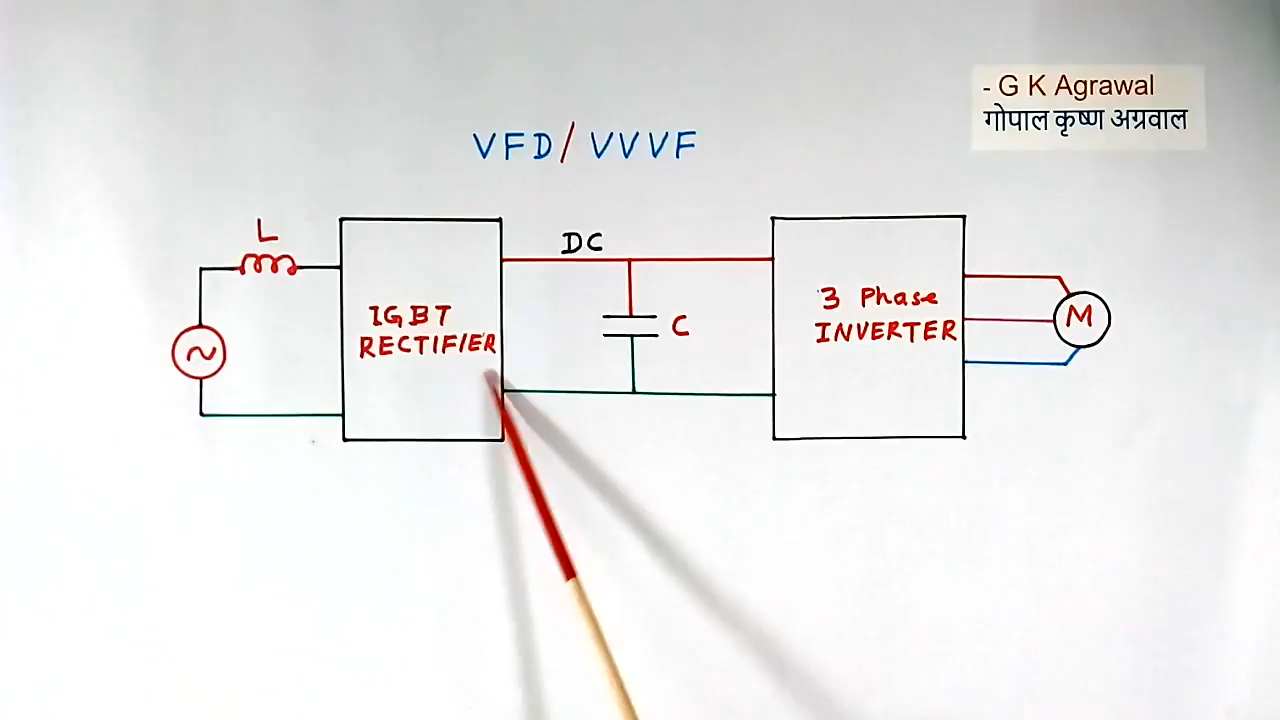 - G K Agrawal
गोपाल कृष्ण अग्रवाल
VFD/VVVF
L
DC
IGBT
RECTIFIER
C
3 Phase
INVERTER
M